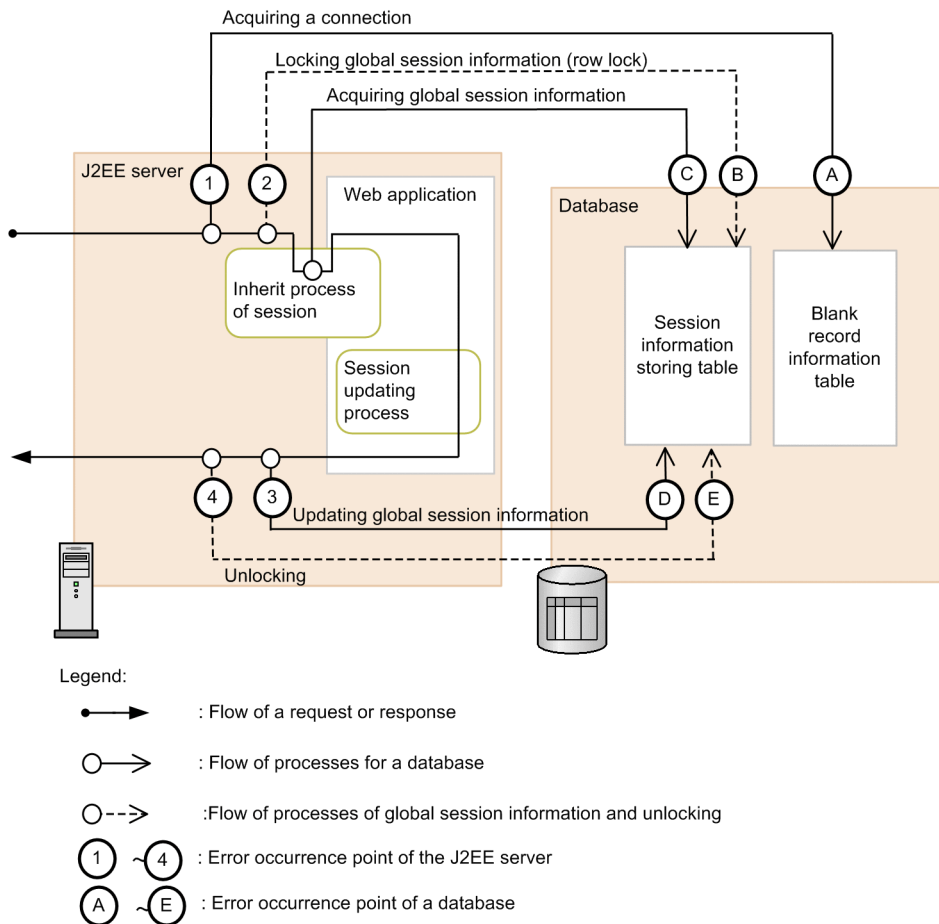 Acquiring a connection
Locking global session information (row lock)
Acquiring global session information
J2EE server
1
2
C
B
A
Web application
Database
Inherit process
of session
Session
information
storing table
Blank
record
information
table
Session
updating
process
4
3
D
E
Updating global session information
Unlocking
Legend:
: Flow of a request or response
: Flow of processes for a database
:Flow of processes of global session information and unlocking
1 ~ 4 : Error occurrence point of the J2EE server
A ~ E : Error occurrence point of a database